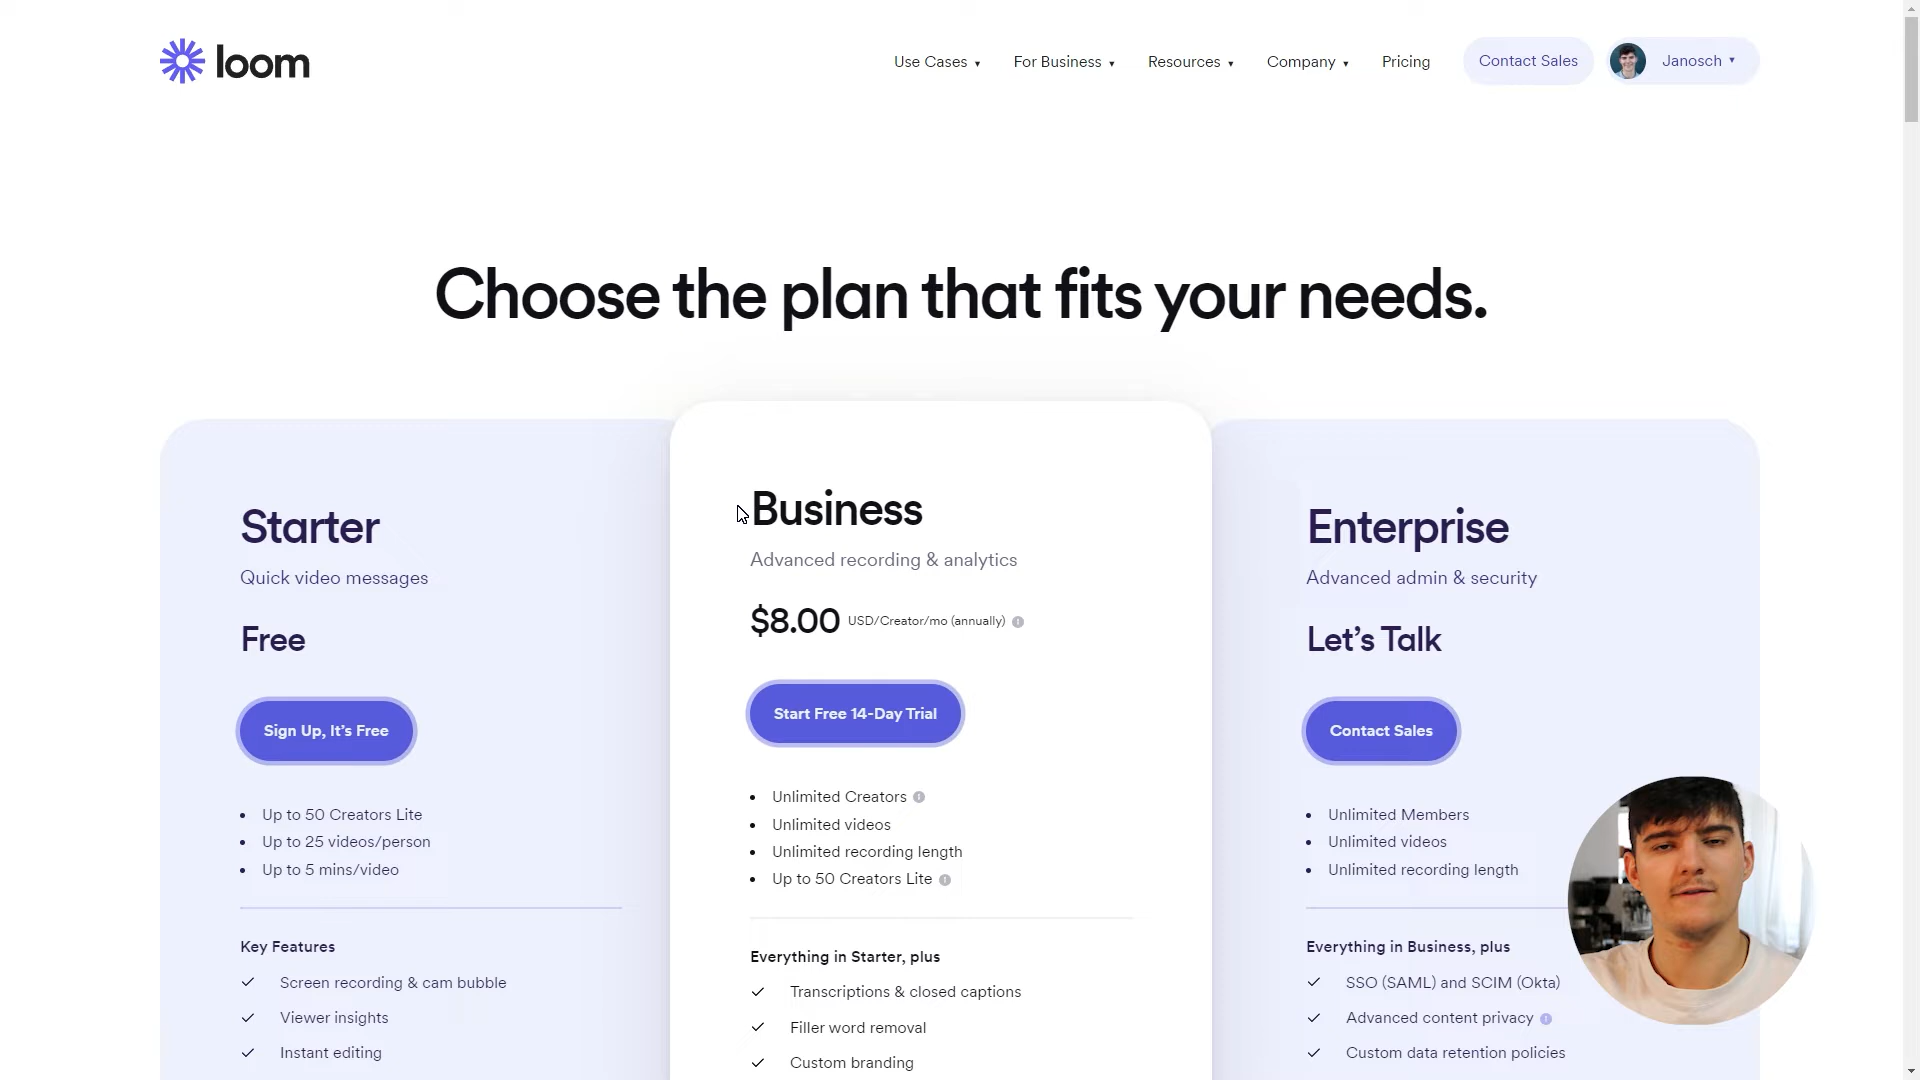 loom
Use Cases ▾ For Business ▾ Resources ▾ Company ▾ Pricing Contact Sales Janosch ▾
Choose the plan that fits your needs.
Starter
Quick video messages
Free
Sign Up, It’s Free
• Up to 50 Creators Lite
• Up to 25 videos/person
• Up to 5 mins/video
Key Features
✓ Screen recording & cam bubble
✓ Viewer insights
✓ Instant editing
Business
Advanced recording & analytics
$8.00 USD/Creator/mo (annually)
Start Free 14-Day Trial
• Unlimited Creators
• Unlimited videos
• Unlimited recording length
• Up to 50 Creators Lite
Everything in Starter, plus
✓ Transcriptions & closed captions
✓ Filler word removal
✓ Custom branding
Enterprise
Advanced admin & security
Let’s Talk
Contact Sales
• Unlimited Members
• Unlimited videos
• Unlimited recording length
Everything in Business, plus
✓ SSO (SAML) and SCIM (Okta)
✓ Advanced content privacy
✓ Custom data retention policies